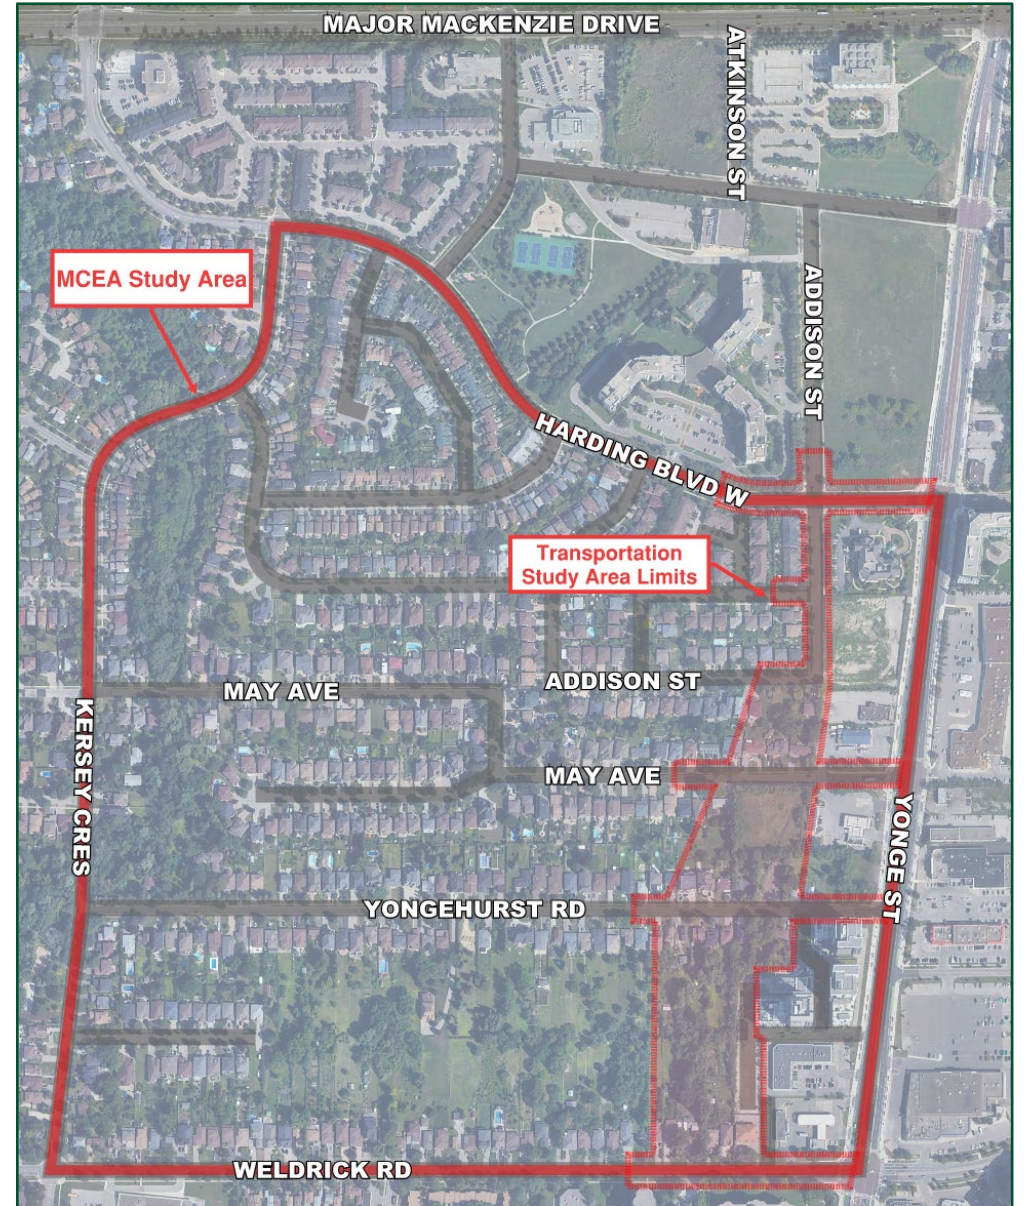 MAJOR MACKENZIE DRIVE
ATKINSON ST
MCEA Study Area
ADDISON ST
HARDING BLVD W
Transportation
Study Area Limits
MAY AVE
ADDISON ST
KERSEY CRES
MAY AVE
YONGE ST
YONGEHURST RD
WELDRICK RD